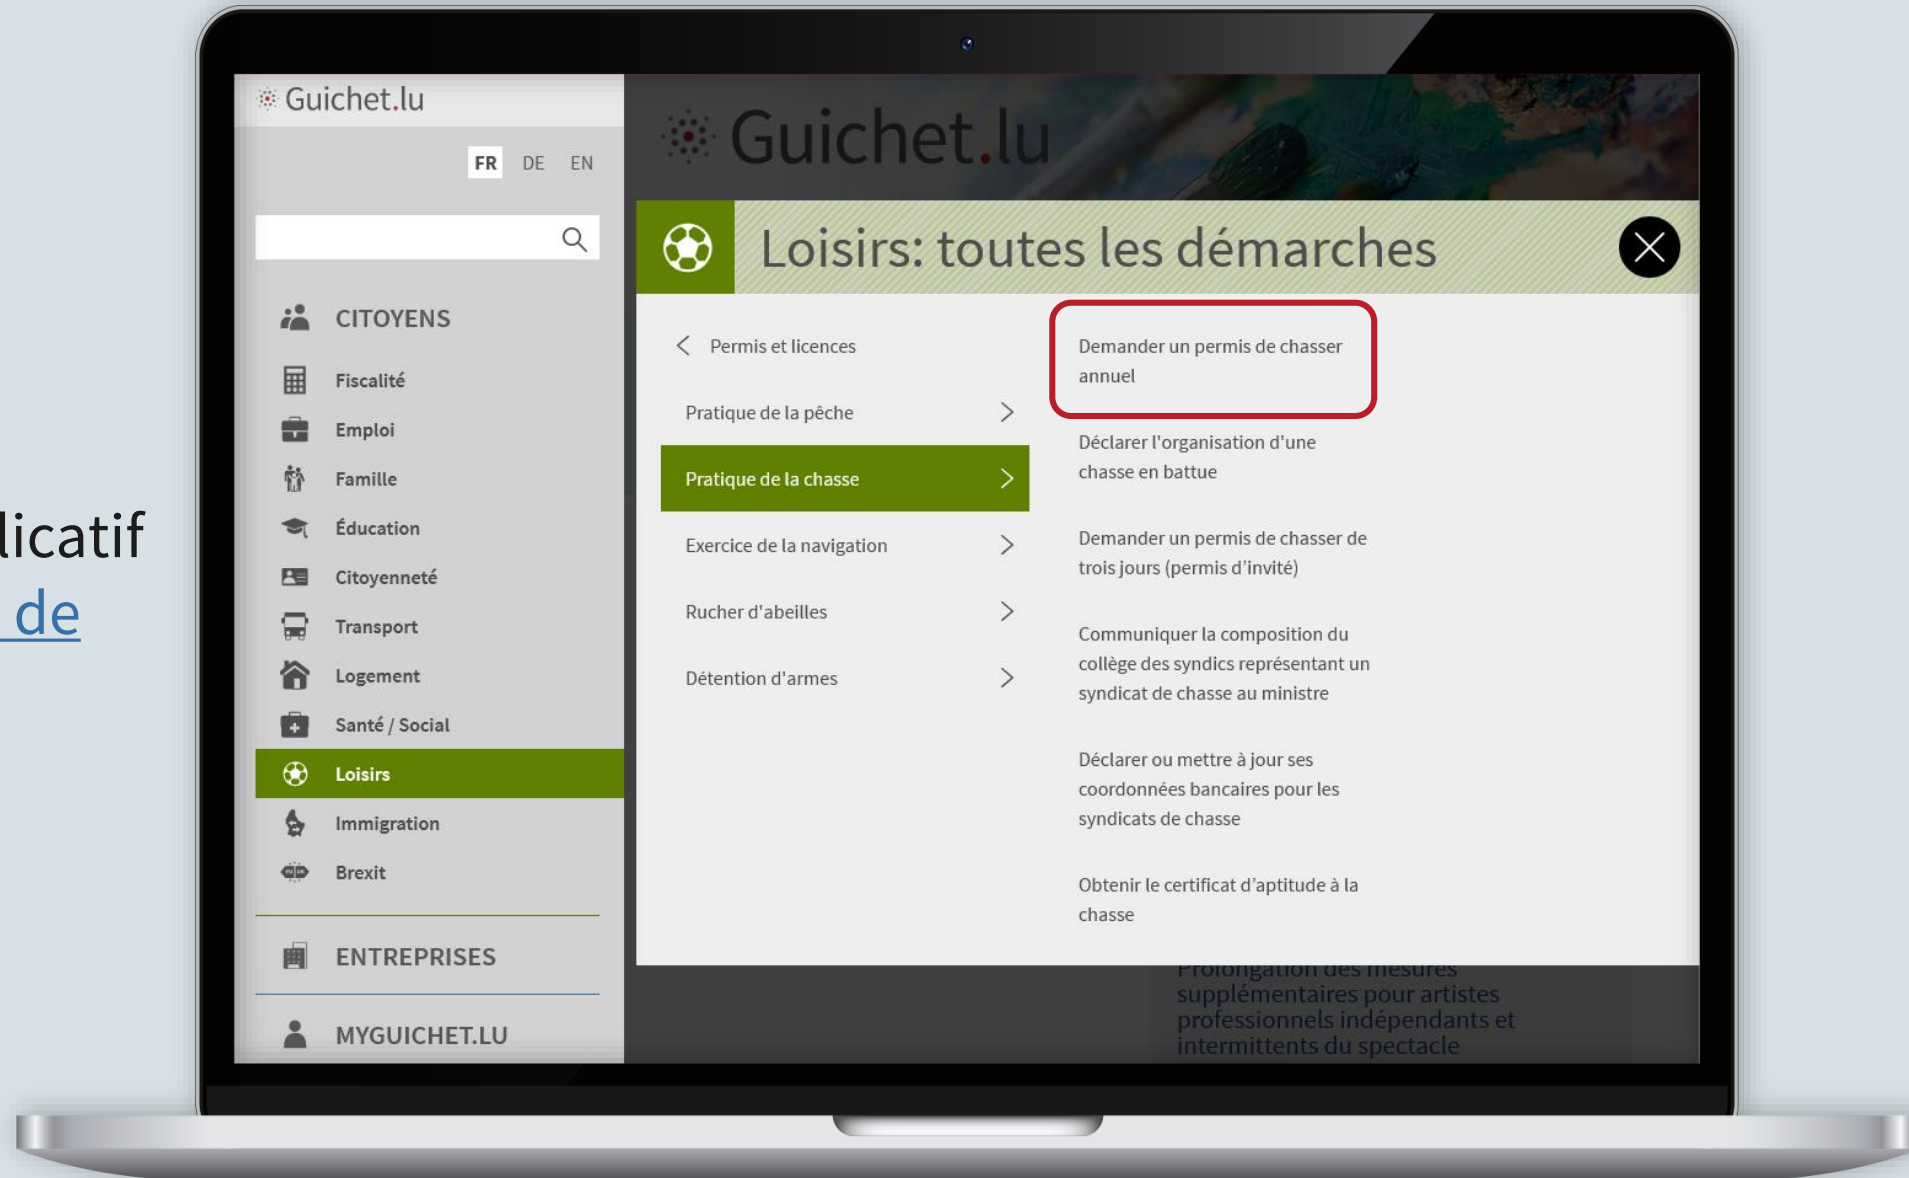 licatif
de
Guichet.lu
FR DE EN
CITOYENS
Fiscalité
Emploi
Famille
Éducation
Citoyenneté
Transport
Logement
Santé / Social
Loisirs
Immigration
Brexit
ENTREPRISES
MYGUICHET.LU
Guichet.lu
Loisirs: toutes les démarches
Permis et licences
Pratique de la pêche
Pratique de la chasse
Exercice de la navigation
Rucher d'abeilles
Détention d'armes
Demander un permis de chasser
annuel
Déclarer l'organisation d'une
chasse en battue
Demander un permis de chasser de
trois jours (permis d'invité)
Communiquer la composition du
collège des syndics représentant un
syndicat de chasse au ministre
Déclarer ou mettre à jour ses
coordonnées bancaires pour les
syndicats de chasse
Obtenir le certificat d’aptitude à la
chasse
Prolongation des mesures
supplémentaires pour artistes
professionnels indépendants et
intermittents du spectacle